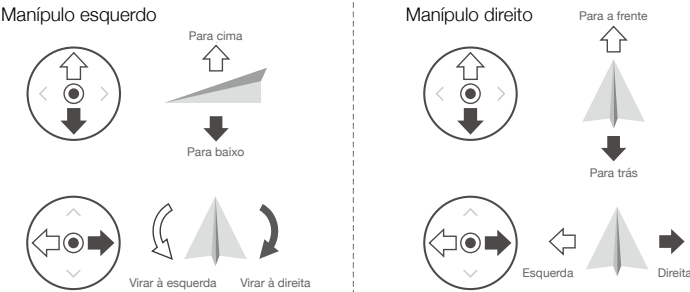 Manípulo esquerdo
Para cima
Para baixo
Virar à esquerda
Virar à direita
Manípulo direito
Para a frente
Para trás
Esquerda
Direita